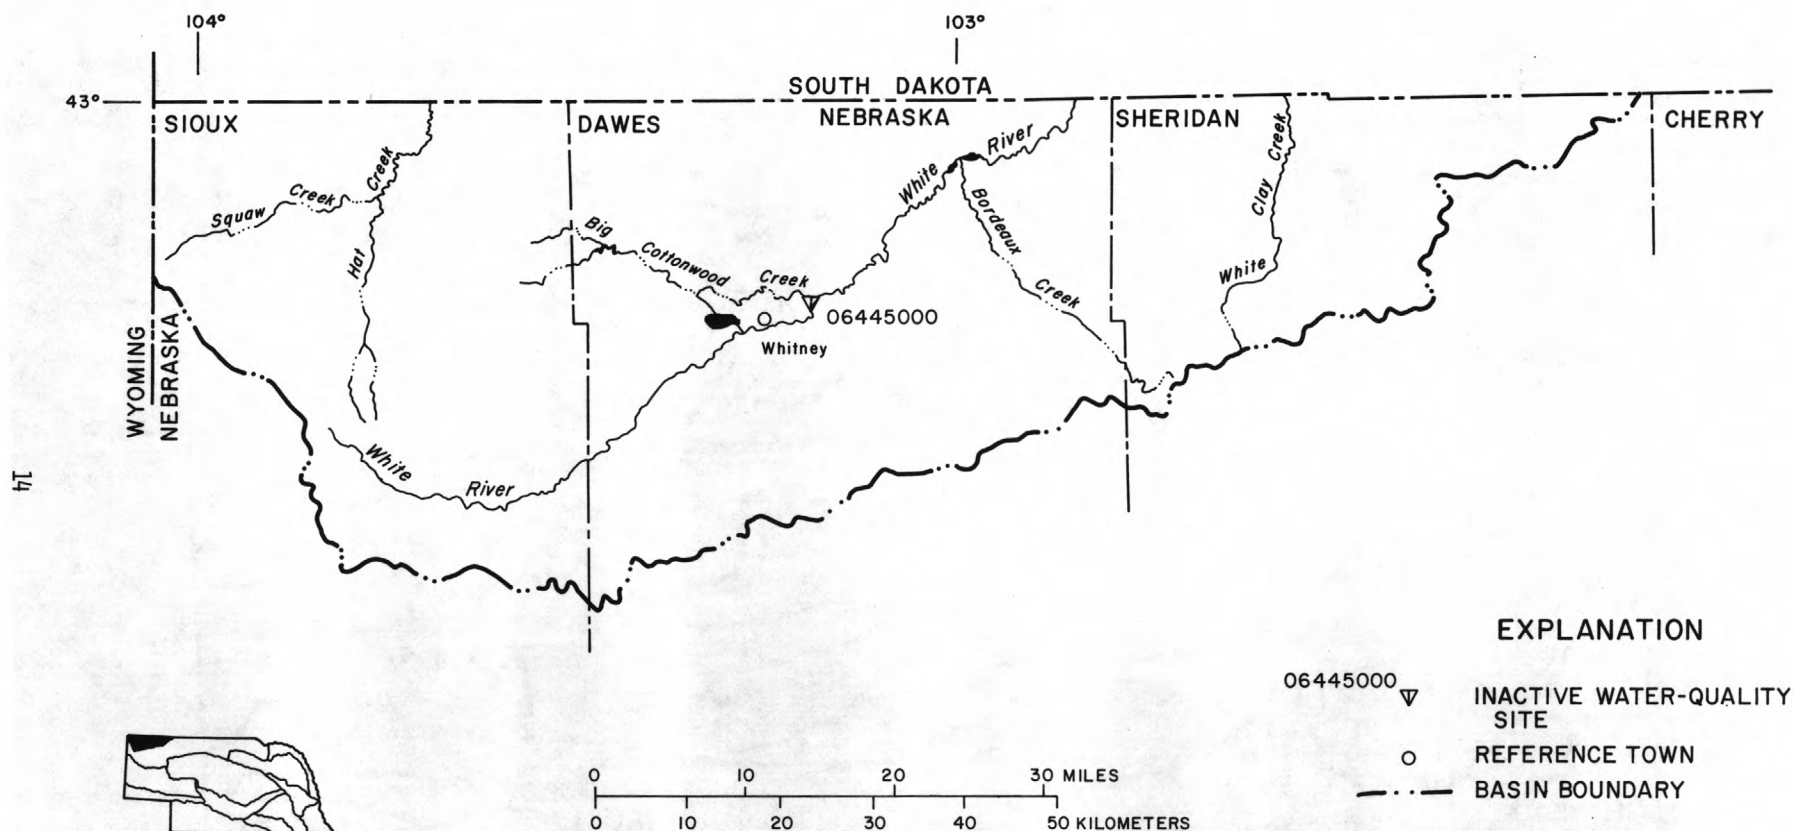 104°
103°
43°
SOUTH DAKOTA
NEBRASKA
SIOUX
DAWES
SHERIDAN
CHERRY
Squaw Creek
Creek
Hat
Big Cottonwood Creek
White River
Bordeaux Creek
Clay Creek
White
06445000
Whitney
WYOMING
NEBRASKA
White River
14
EXPLANATION
06445000
INACTIVE WATER-QUALITY
SITE
REFERENCE TOWN
BASIN BOUNDARY
0 10 20 30 MILES
0 10 20 30 40 50 KILOMETERS